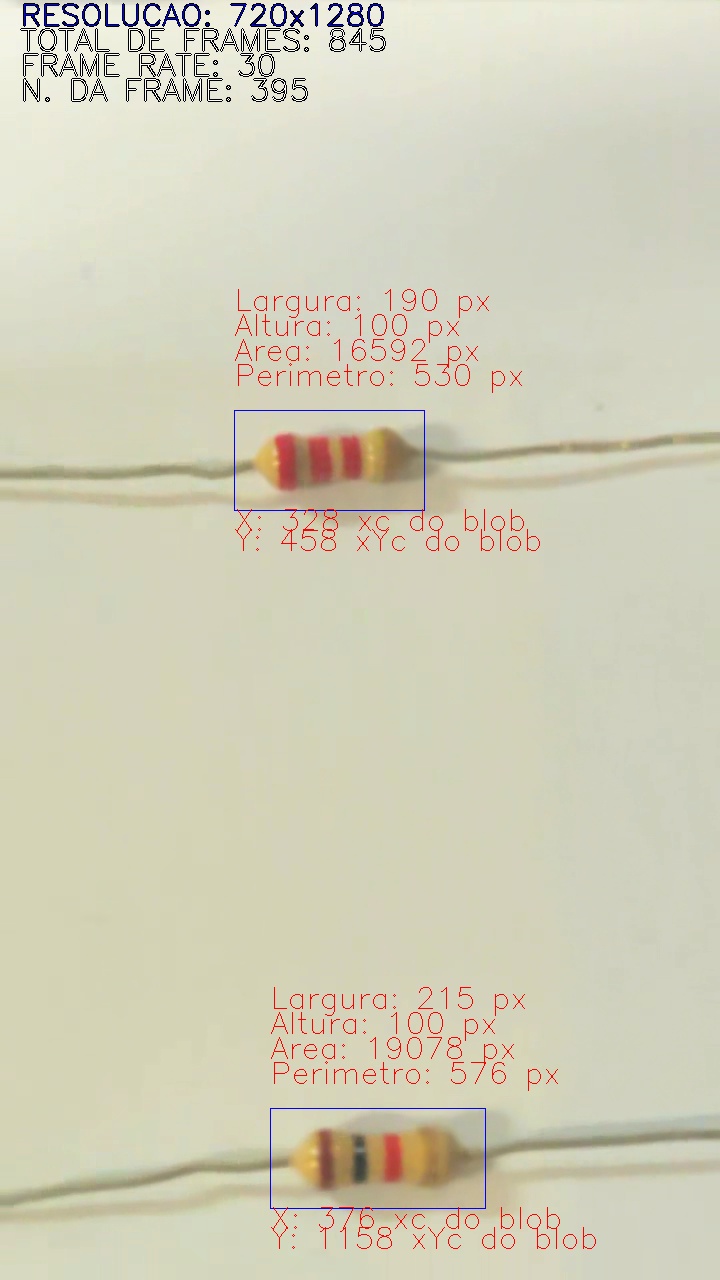 RESOLUCAO: 720x1280
TOTAL DE FRAMES: 845
FRAME RATE: 30
N. DA FRAME: 395
Largura: 190 px
Altura: 100 px
Area: 16592 px
Perimetro: 530 px
X: 328 xc do blob
Y: 458 xYc do blob
Largura: 215 px
Altura: 100 px
Area: 19078 px
Perimetro: 576 px
X: 376 xc do blob
Y: 1158 xYc do blob